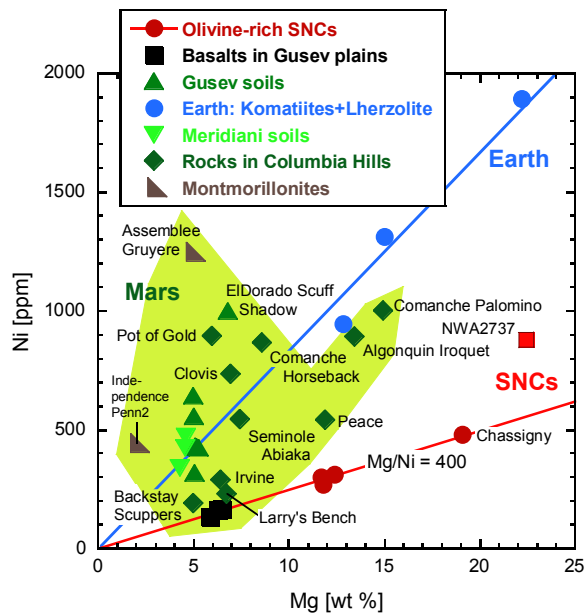 Olivine-rich SNCs
Basalts in Gusev plains
Gusev soils
Earth: Komatiites+Lherzolite
Meridiani soils
Rocks in Columbia Hills
Montmorillonites
2000
1500
1000
500
0
Ni [ppm]
Earth
Assemblee
Gruyere
Mars
ElDorado Scuff
Shadow
Comanche Palomino
Pot of Gold
NWA2737
Algonquin Iroquet
Comanche
Horseback
Clovis
SNCs
Inde-
pendence
Penn2
Peace
Seminole
Abiaka
Chassigny
Mg/Ni = 400
Irvine
Backstay
Scuppers
Larry's Bench
0
5
10
15
20
25
Mg [wt %]